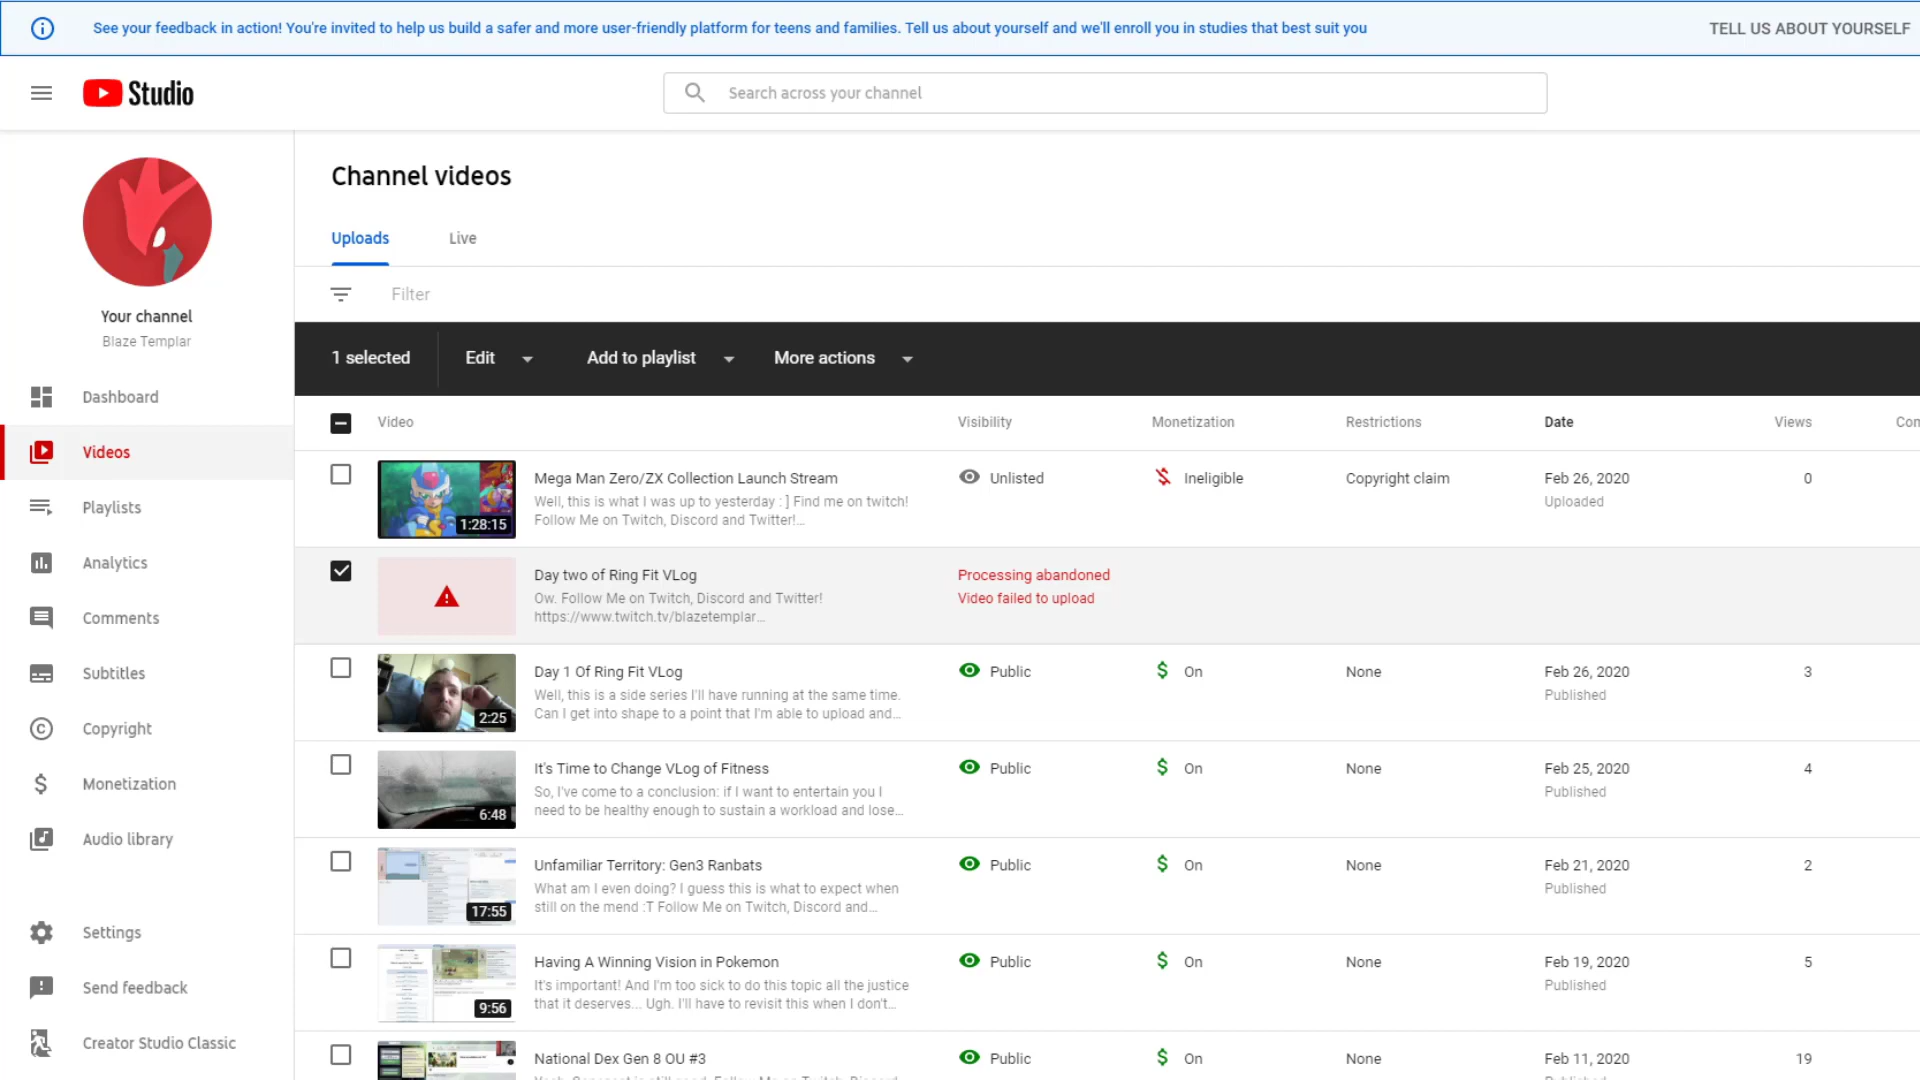 See your feedback in action! You're invited to help us build a safer and more user-friendly platform for teens and families. Tell us about yourself and we'll enroll you in studies that best suit you
TELL US ABOUT YOURSELF
Studio
Search across your channel
Your channel
Blaze Templar
Dashboard
Videos
Playlists
Analytics
Comments
Subtitles
Copyright
Monetization
Audio library
Settings
Send feedback
Creator Studio Classic
Channel videos
Uploads Live
Filter
1 selected Edit Add to playlist More actions
Video Visibility Monetization Restrictions Date Views
Mega Man Zero/ZX Collection Launch Stream Unlisted Ineligible Copyright claim Feb 26, 2020 0
Well, this is what I was up to yesterday : ] Find me on twitch! Uploaded
Follow Me on Twitch, Discord and Twitter!...
1:28:15
Day two of Ring Fit VLog Processing abandoned
Ow. Follow Me on Twitch, Discord and Twitter! Video failed to upload
https://www.twitch.tv/blazetemplar...
Day 1 Of Ring Fit VLog Public On None Feb 26, 2020 3
Well, this is a side series I'll have running at the same time. Published
Can I get into shape to a point that I'm able to upload and...
2:25
It's Time to Change VLog of Fitness Public On None Feb 25, 2020 4
So, I've come to a conclusion: if I want to entertain you I Published
need to be healthy enough to sustain a workload and lose...
6:48
Unfamiliar Territory: Gen3 Ranbats Public On None Feb 21, 2020 2
What am I even doing? I guess this is what to expect when Published
still on the mend :T Follow Me on Twitch, Discord and...
17:55
Having A Winning Vision in Pokemon Public On None Feb 19, 2020 5
It's important! And I'm too sick to do this topic all the justice Published
that it deserves... Ugh. I'll have to revisit this when I don't...
9:56
National Dex Gen 8 OU #3 Public On None Feb 11, 2020 19